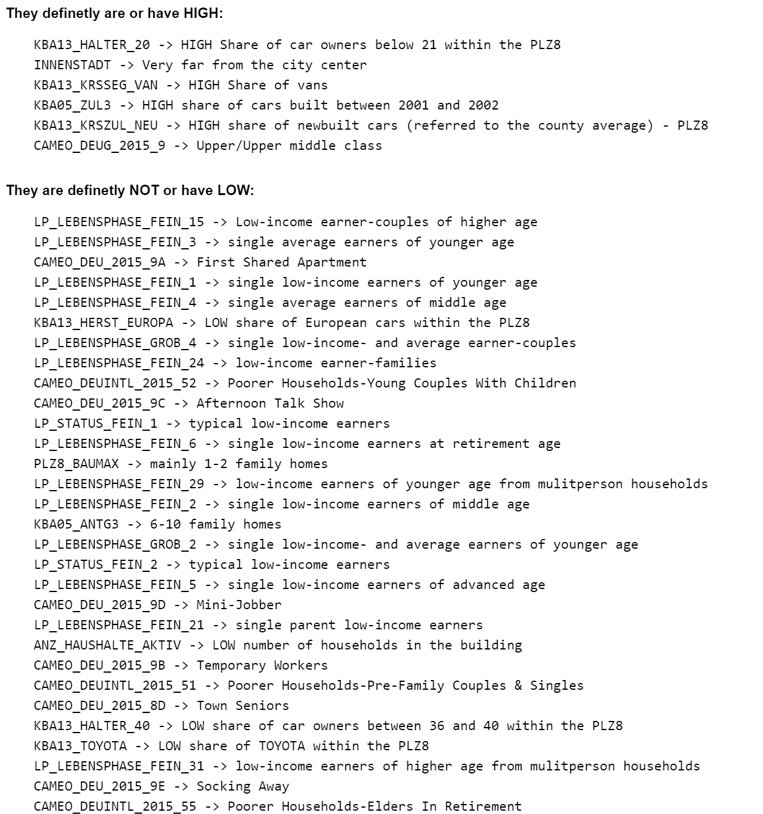 They definetly are or have HIGH:
KBA13_HALTER_20 -> HIGH Share of car owners below 21 within the PLZ8
INNENSTADT -> Very far from the city center
KBA13_KRSSEG_VAN -> HIGH Share of vans
KBA05_ZUL3 -> HIGH share of cars built between 2001 and 2002
KBA13_KRSZUL_NEU -> HIGH share of newbuilt cars (referred to the county average) - PLZ8
CAMEO_DEUG_2015_9 -> Upper/Upper middle class
They are definetly NOT or have LOW:
LP_LEBENSPHASE_FEIN_15 -> Low-income earner-couples of higher age
LP_LEBENSPHASE_FEIN_3 -> single average earners of younger age
CAMEO_DEU_2015_9A -> First Shared Apartment
LP_LEBENSPHASE_FEIN_1 -> single low-income earners of younger age
LP_LEBENSPHASE_FEIN_4 -> single average earners of middle age
KBA13_HERST_EUROPA -> LOW share of European cars within the PLZ8
LP_LEBENSPHASE_GROB_4 -> single low-income- and average earner-couples
LP_LEBENSPHASE_FEIN_24 -> low-income earner-families
CAMEO_DEUINTL_2015_52 -> Poorer Households-Young Couples With Children
CAMEO_DEU_2015_9C -> Afternoon Talk Show
LP_STATUS_FEIN_1 -> typical low-income earners
LP_LEBENSPHASE_FEIN_6 -> single low-income earners at retirement age
PLZ8_BAUMAX -> mainly 1-2 family homes
LP_LEBENSPHASE_FEIN_29 -> low-income earners of younger age from mulitperson households
LP_LEBENSPHASE_FEIN_2 -> single low-income earners of middle age
KBA05_ANTG3 -> 6-10 family homes
LP_LEBENSPHASE_GROB_2 -> single low-income- and average earners of younger age
LP_STATUS_FEIN_2 -> typical low-income earners
LP_LEBENSPHASE_FEIN_5 -> single low-income earners of advanced age
CAMEO_DEU_2015_9D -> Mini-Jobber
LP_LEBENSPHASE_FEIN_21 -> single parent low-income earners
ANZ_HAUSHALTE_AKTIV -> LOW number of households in the building
CAMEO_DEU_2015_9B -> Temporary Workers
CAMEO_DEUINTL_2015_51 -> Poorer Households-Pre-Family Couples & Singles
CAMEO_DEU_2015_8D -> Town Seniors
KBA13_HALTER_40 -> LOW share of car owners between 36 and 40 within the PLZ8
KBA13_TOYOTA -> LOW share of TOYOTA within the PLZ8
LP_LEBENSPHASE_FEIN_31 -> low-income earners of higher age from mulitperson households
CAMEO_DEU_2015_9E -> Socking Away
CAMEO_DEUINTL_2015_55 -> Poorer Households-Elders In Retirement